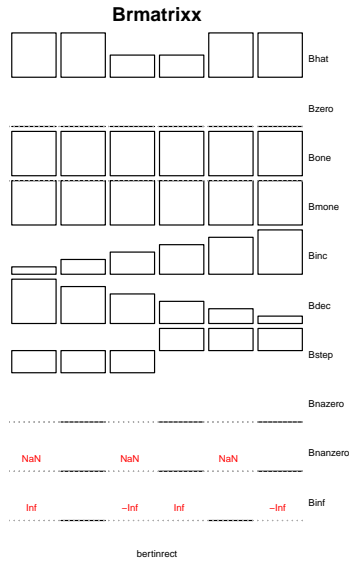 Brmatrixx
Bhat
Bzero
Bone
Bmone
Binc
Bdec
Bstep
Bnazero
NaN NaN NaN Bnanzero
Inf −Inf Inf −Inf Binf
bertinrect